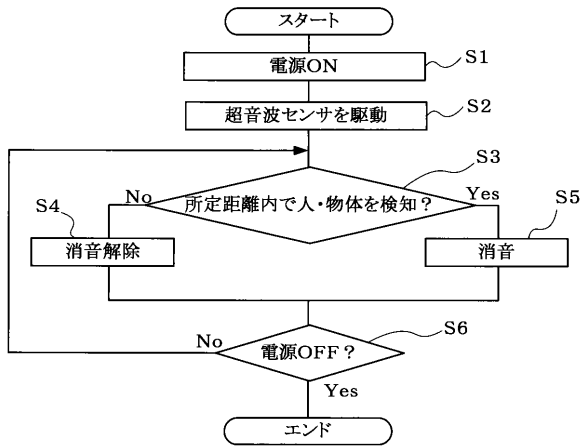 スタート
電源ON
S1
超音波センサを駆動
S2
S3
No
所定距離内で人・物体を検知？
Yes
S4
消音解除
S5
消音
S6
No
電源OFF？
Yes
エンド